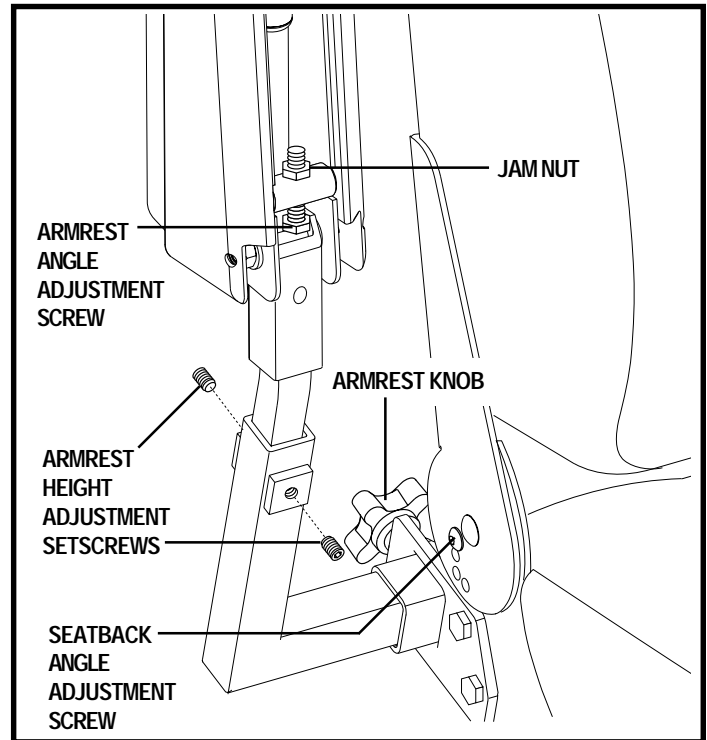 JAM NUT
ARMREST
ANGLE
ADJUSTMENT
SCREW
ARMREST KNOB
ARMREST
HEIGHT
ADJUSTMENT
SETSCREWS
SEATBACK
ANGLE
ADJUSTMENT
SCREW